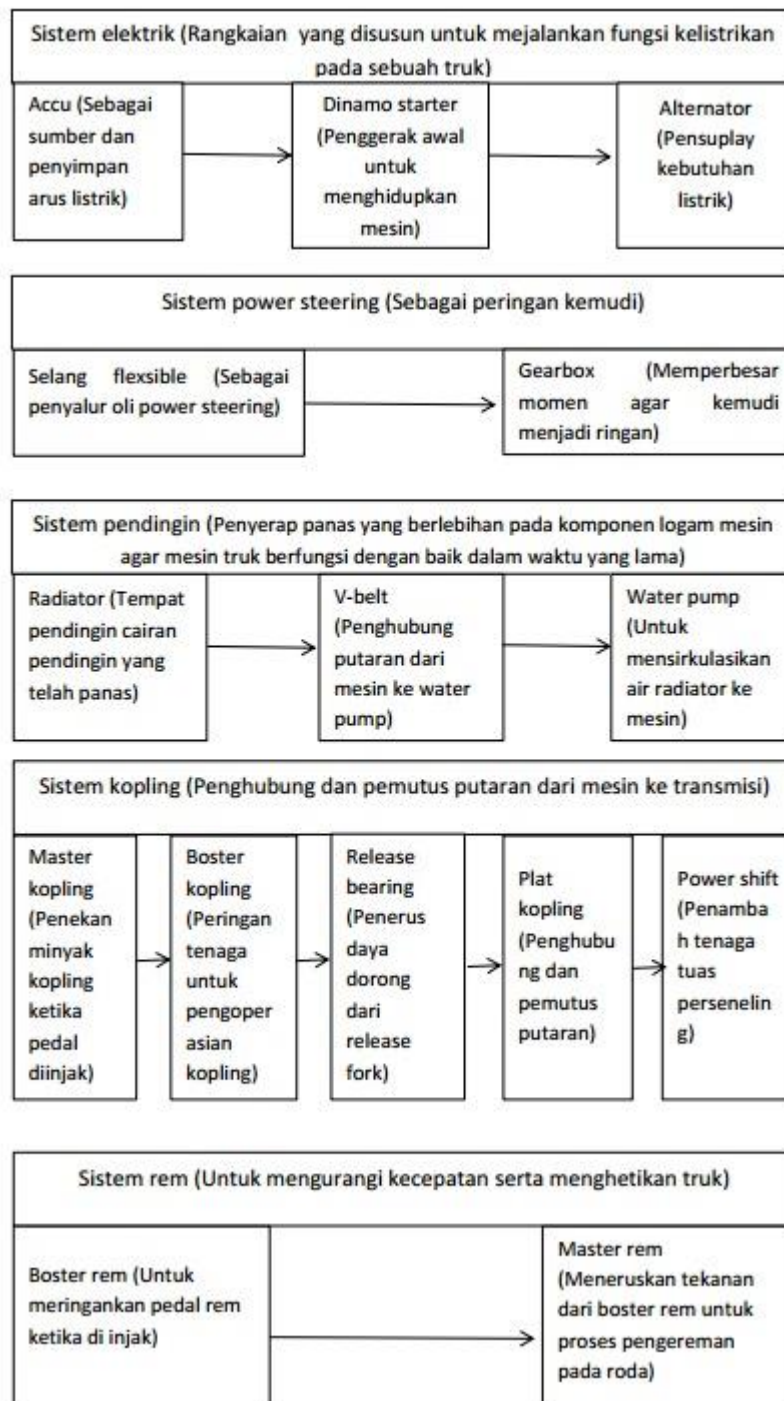 Sistem elektrik (Rangkaian yang disusun untuk mejalankan fungsi kelistrikan
pada sebuah truk)
Accu (Sebagai
sumber dan
penyimpan
arus listrik)
Dinamo starter
(Penggerak awal
untuk
menghidupkan
mesin)
Alternator
(Pensuplay
kebutuhan
listrik)
Sistem power steering (Sebagai peringan kemudi)
Selang flexsible (Sebagai
penyalur oli power steering)
Gearbox (Memperbesar
momen agar kemudi
menjadi ringan)
Sistem pendingin (Penyerap panas yang berlebihan pada komponen logam mesin
agar mesin truk berfungsi dengan baik dalam waktu yang lama)
Radiator (Tempat
pendingin cairan
pendingin yang
telah panas)
V-belt
(Penghubung
putaran dari
mesin ke water
pump)
Water pump
(Untuk
mensirkulasikan
air radiator ke
mesin)
Sistem kopling (Penghubung dan pemutus putaran dari mesin ke transmisi)
Master
kopling
(Penekan
minyak
kopling
ketika
pedal
diinjak)
Boster
kopling
(Peringan
tenaga
untuk
pengoper
asian
kopling)
Release
bearing
(Penerus
daya
dorong
dari
release
fork)
Plat
kopling
(Penghubu
ng dan
pemutus
putaran)
Power shift
(Penamba
h tenaga
tuas
persenelin
g)
Sistem rem (Untuk mengurangi kecepatan serta menghetikan truk)
Boster rem (Untuk
meringankan pedal rem
ketika di injak)
Master rem
(Meneruskan tekanan
dari boster rem untuk
proses pengereman
pada roda)